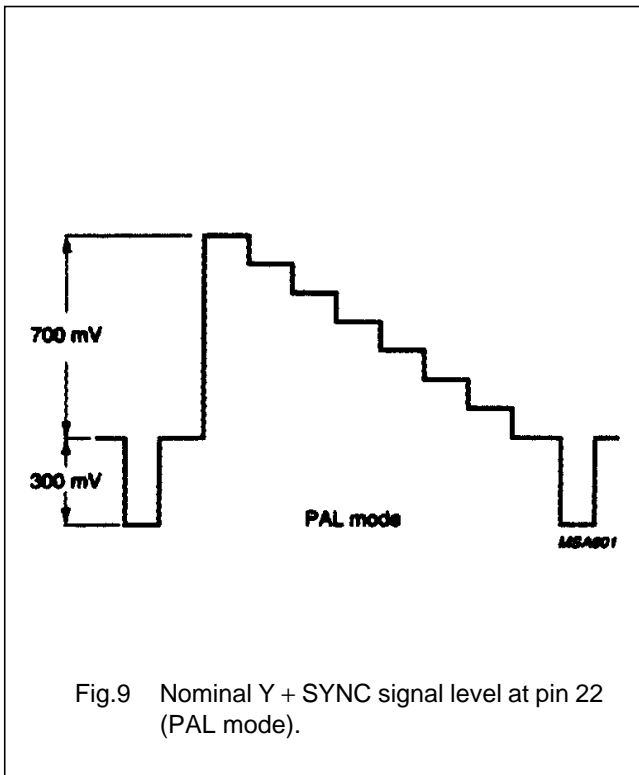 700 mV
300 mV
PAL mode
MSA601
Fig.9 Nominal Y + SYNC signal level at pin 22
(PAL mode).